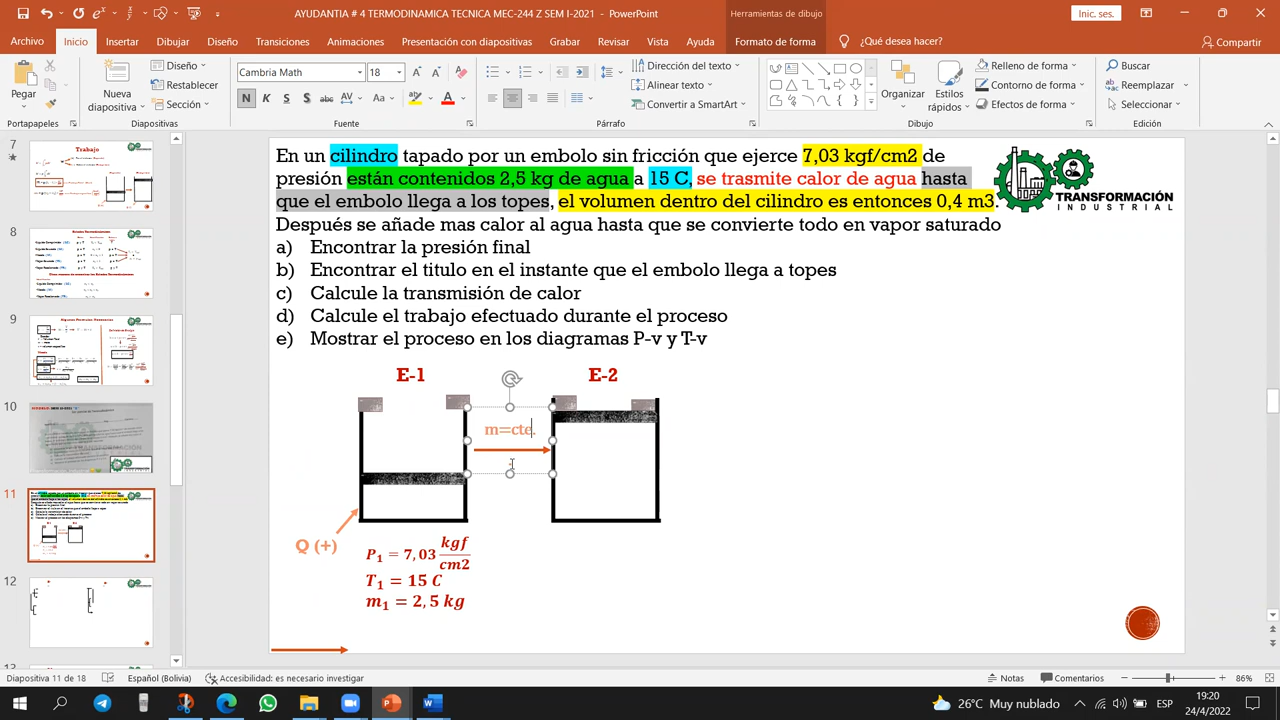 AYUDANTIA # 4 TERMODINAMICA TECNICA MEC-244 Z SEM I-2021 - PowerPoint
Herramientas de dibujo
Inic. ses.
Archivo Inicio Insertar Dibujar Diseño Transiciones Animaciones Presentación con diapositivas Grabar Revisar Vista Ayuda Formato de forma ¿Qué desea hacer? Compartir
Pegar
Nueva diapositiva
Diseño
Restablecer
Sección
Cambria Math 18
N K S S abc AV Aa
Dirección del texto
Alinear texto
Convertir a SmartArt
Organizar
Estilos rápidos
Relleno de forma
Contorno de forma
Efectos de forma
Buscar
Reemplazar
Seleccionar
Portapapeles Diapositivas Fuente Párrafo Dibujo Edición
7
Trabajo
8
9
10
11
12
En un cilindro tapado por un embolo sin fricción que ejerce 7,03 kgf/cm2 de
presión están contenidos 2,5 kg de agua a 15 C, se trasmite calor de agua hasta
que el embolo llega a los topes, el volumen dentro del cilindro es entonces 0,4 m3.
Después se añade mas calor al agua hasta que se convierte todo en vapor saturado
a) Encontrar la presión final
b) Encontrar el titulo en el instante que el embolo llega a topes
c) Calcule la transmisión de calor
d) Calcule el trabajo efectuado durante el proceso
e) Mostrar el proceso en los diagramas P-v y T-v
TRANSFORMACIÓN
INDUSTRIAL
E-1 E-2
m=cte.
Q (+)
P₁ = 7,03 kgf/cm2
T₁ = 15 C
m₁ = 2,5 kg
Diapositiva 11 de 18 Español (Bolivia) Accesibilidad: es necesario investigar Notas Comentarios 86%
26°C Muy nublado ESP 19:20
24/4/2022